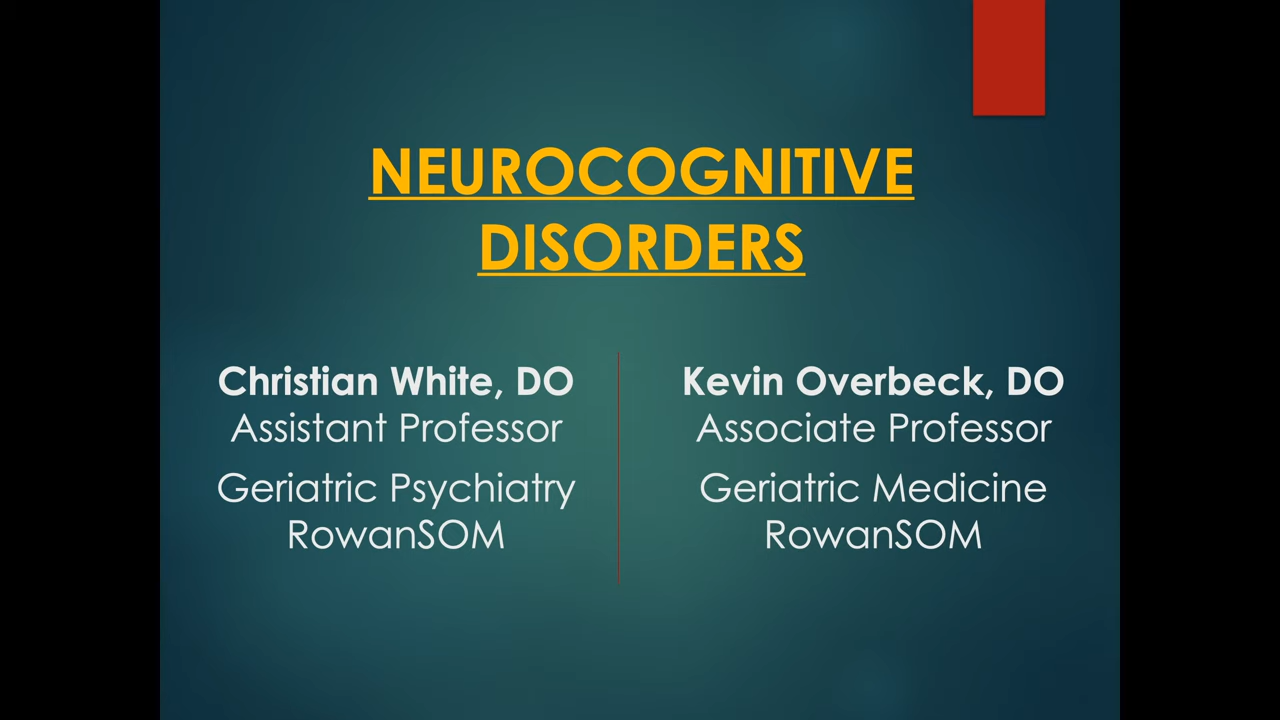 NEUROCOGNITIVE
DISORDERS
Christian White, DO
Assistant Professor
Geriatric Psychiatry
RowanSOM
Kevin Overbeck, DO
Associate Professor
Geriatric Medicine
RowanSOM